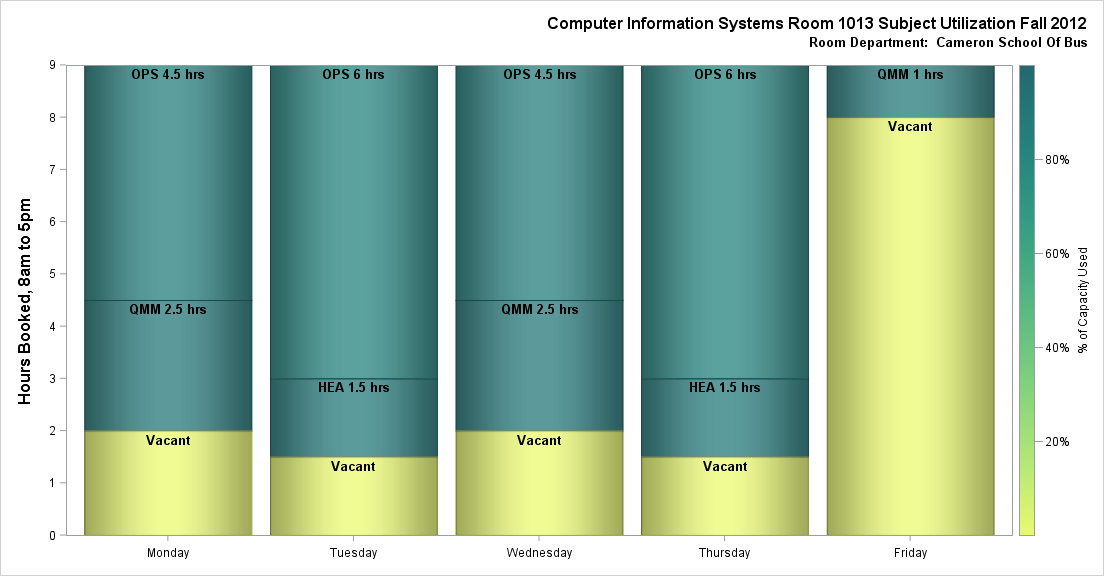 Computer Information Systems Room 1013 Subject Utilization Fall 2012
Room Department:  Cameron School Of Bus
Hours Booked, 8am to 5pm
9
8
7
6
5
4
3
2
1
0
OPS 4.5 hrs
QMM 2.5 hrs
Vacant
OPS 6 hrs
HEA 1.5 hrs
Vacant
OPS 4.5 hrs
QMM 2.5 hrs
Vacant
OPS 6 hrs
HEA 1.5 hrs
Vacant
QMM 1 hrs
Vacant
Monday
Tuesday
Wednesday
Thursday
Friday
80%
60%
40%
20%
% of Capacity Used